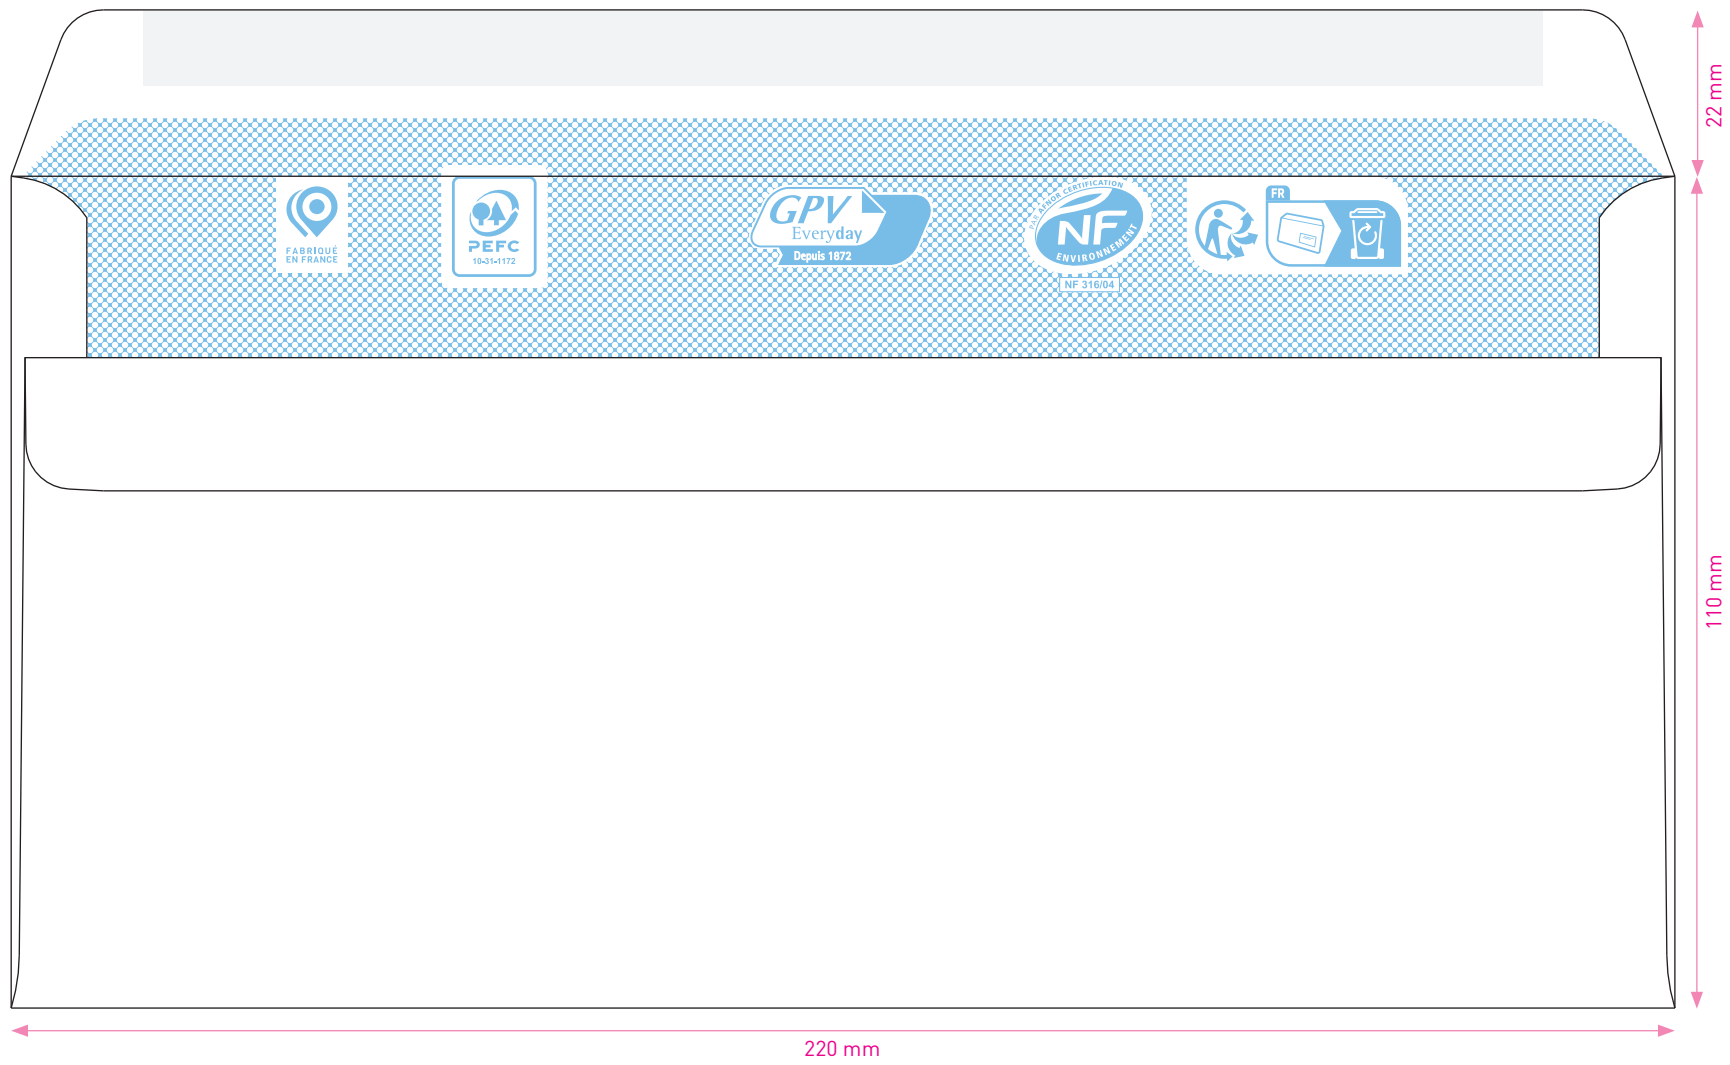 22 mm
FABRIQUÉ
EN FRANCE
PEFC
10-31-1172
GPV
Everyday
Depuis 1872
PAR AFNOR CERTIFICATION
NF
ENVIRONNEMENT
NF 316/04
FR
110 mm
220 mm